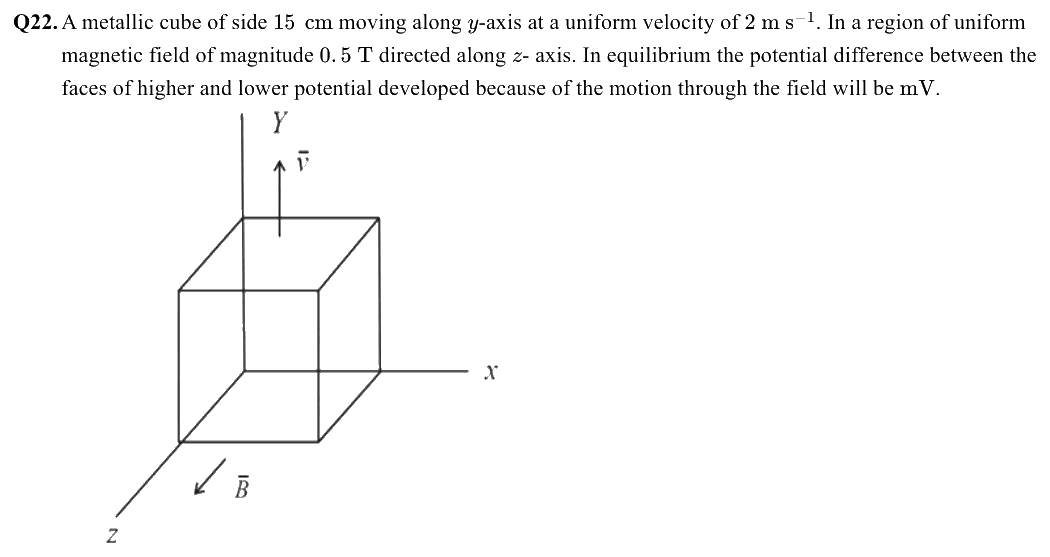 Q22. A metallic cube of side 15 cm moving along y-axis at a uniform velocity of 2 m s⁻¹. In a region of uniform
magnetic field of magnitude 0. 5 T directed along z- axis. In equilibrium the potential difference between the
faces of higher and lower potential developed because of the motion through the field will be mV.
Y
v̄
x
B̄
z